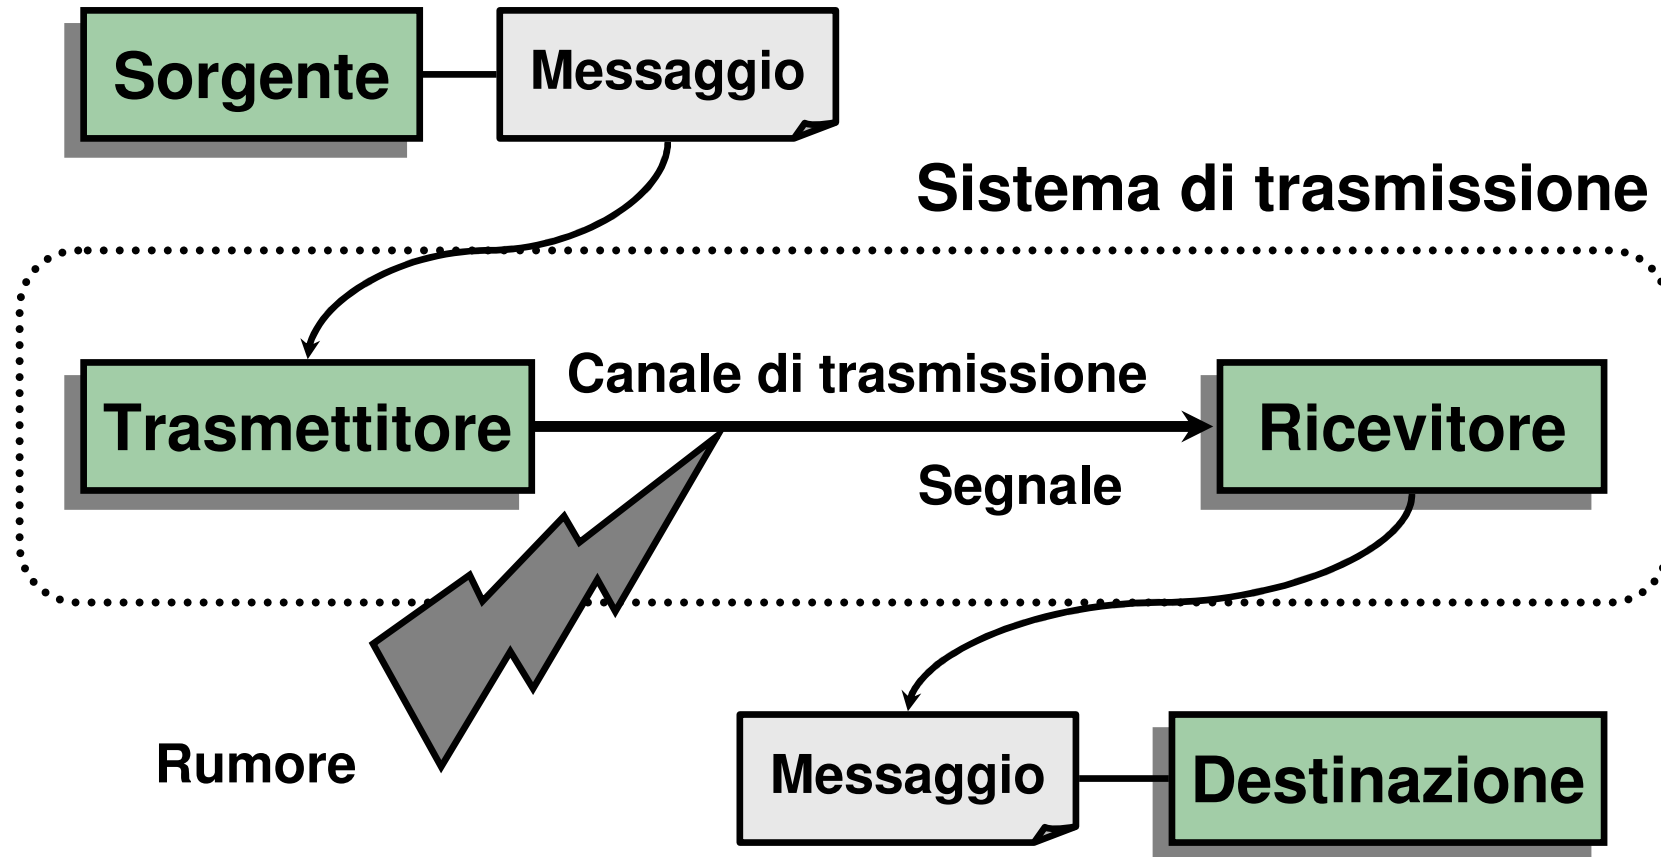 Sorgente
Messaggio
Sistema di trasmissione
Trasmettitore
Canale di trasmissione
Segnale
Ricevitore
Rumore
Messaggio
Destinazione